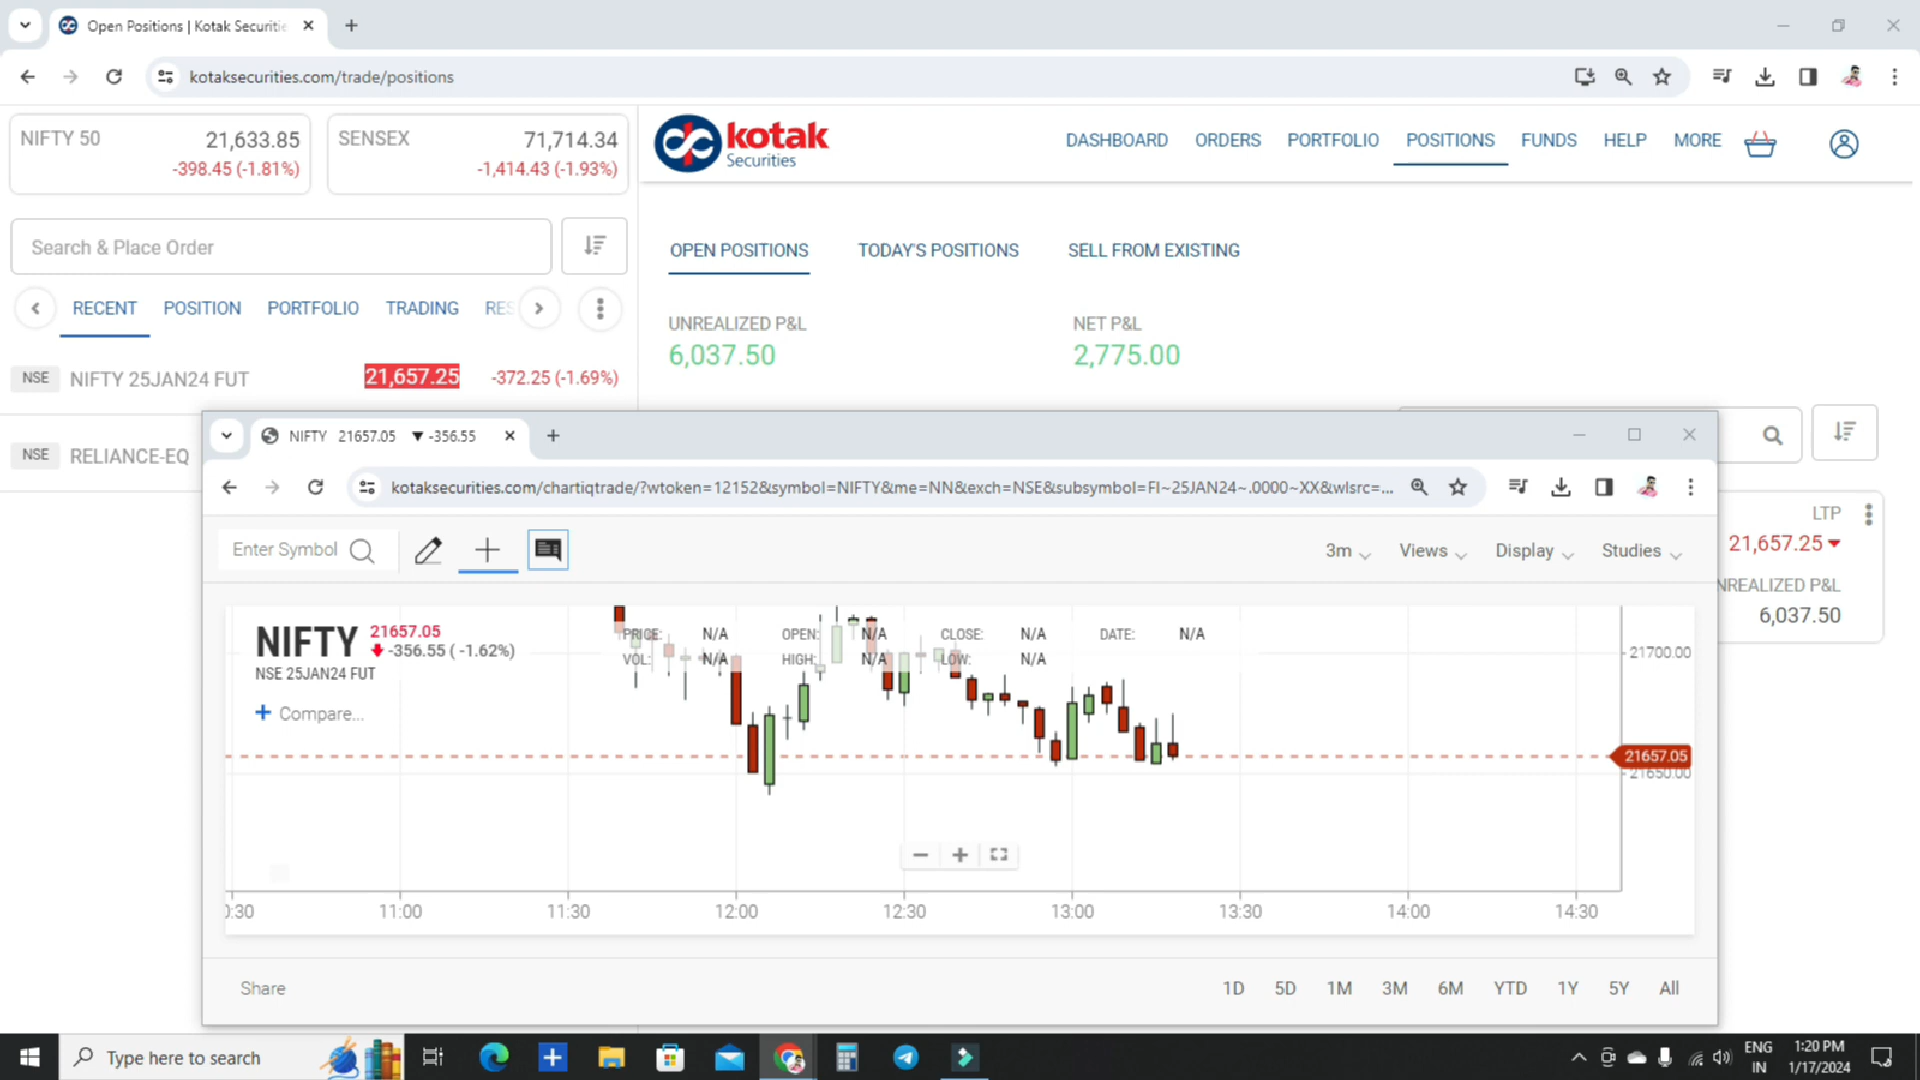 Open Positions | Kotak Securitie
kotaksecurities.com/trade/positions
NIFTY 50
21,633.85
-398.45 (-1.81%)
SENSEX
71,714.34
-1,414.43 (-1.93%)
kotak
Securities
DASHBOARD
ORDERS
PORTFOLIO
POSITIONS
FUNDS
HELP
MORE
Search & Place Order
OPEN POSITIONS
TODAY'S POSITIONS
SELL FROM EXISTING
RECENT
POSITION
PORTFOLIO
TRADING
RES
UNREALIZED P&L
6,037.50
NET P&L
2,775.00
NSE
NIFTY 25JAN24 FUT
21,657.25
-372.25 (-1.69%)
NSE
RELIANCE-EQ
NIFTY 21657.05 ▼ -356.55
kotaksecurities.com/chartiqtrade/?wtoken=12152&symbol=NIFTY&me=NN&exch=NSE&subsymbol=FI~25JAN24~.0000~XX&wlsrc=...
LTP
21,657.25
NREALIZED P&L
6,037.50
Enter Symbol
3m
Views
Display
Studies
NIFTY
21657.05
-356.55 ( -1.62%)
NSE 25JAN24 FUT
+ Compare...
PRICE: N/A OPEN: N/A CLOSE: N/A DATE: N/A
VOL: N/A HIGH: N/A LOW: N/A
21700.00
21657.05
21650.00
0:30 11:00 11:30 12:00 12:30 13:00 13:30 14:00 14:30
Share
1D 5D 1M 3M 6M YTD 1Y 5Y All
Type here to search
ENG
IN
1:20 PM
1/17/2024